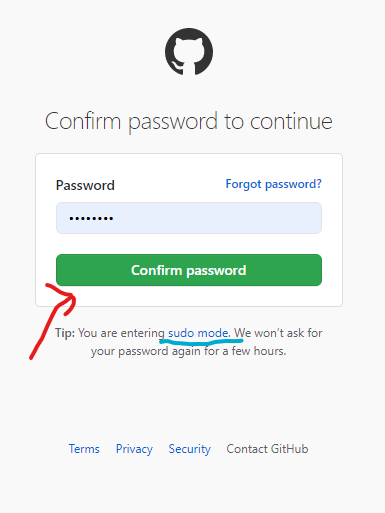 Confirm password to continue
Password Forgot password?
••••••••
Confirm password
Tip: You are entering sudo mode. We won’t ask for
your password again for a few hours.
Terms Privacy Security Contact GitHub